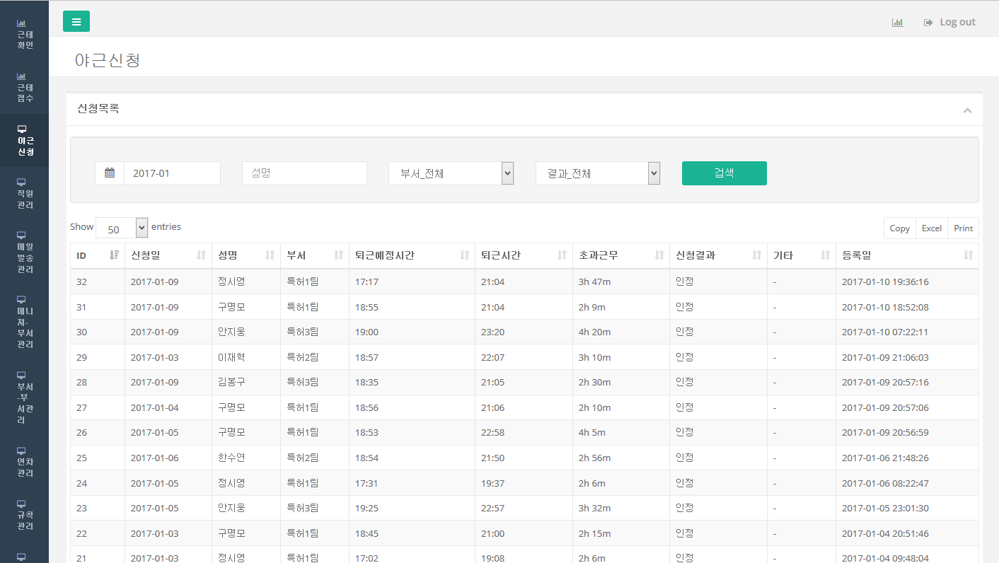 Log out
근태
확인
근태
점수
야근
신청
직원
관리
메일
발송
관리
매니
저-
부서
관리
부서
-부
서관
리
연차
관리
규칙
관리
야근신청
신청목록
2017-01 성명 부서_전체 결과_전체 검색
Show 50 entries Copy Excel Print
ID 신청일 성명 부서 퇴근예정시간 퇴근시간 초과근무 신청결과 기타 등록일
32 2017-01-09 정시영 특허1팀 17:17 21:04 3h 47m 인정 - 2017-01-10 19:36:16
31 2017-01-09 구명모 특허1팀 18:55 21:04 2h 9m 인정 - 2017-01-10 18:52:08
30 2017-01-09 안지웅 특허3팀 19:00 23:20 4h 20m 인정 - 2017-01-10 07:22:11
29 2017-01-03 이재혁 특허2팀 18:57 22:07 3h 10m 인정 - 2017-01-09 21:06:03
28 2017-01-09 김봉구 특허3팀 18:35 21:05 2h 30m 인정 - 2017-01-09 20:57:16
27 2017-01-04 구명모 특허1팀 18:56 21:06 2h 10m 인정 - 2017-01-09 20:57:06
26 2017-01-05 구명모 특허1팀 18:53 22:58 4h 5m 인정 - 2017-01-09 20:56:59
25 2017-01-06 한수연 특허2팀 18:54 21:50 2h 56m 인정 - 2017-01-06 21:48:26
24 2017-01-05 정시영 특허1팀 17:31 19:37 2h 6m 인정 - 2017-01-06 08:22:47
23 2017-01-05 안지웅 특허3팀 19:25 22:57 3h 32m 인정 - 2017-01-05 23:01:30
22 2017-01-03 구명모 특허1팀 18:45 21:00 2h 15m 인정 - 2017-01-04 20:51:46
21 2017-01-03 정시영 특허1팀 17:02 19:08 2h 6m 인정 - 2017-01-04 09:48:04